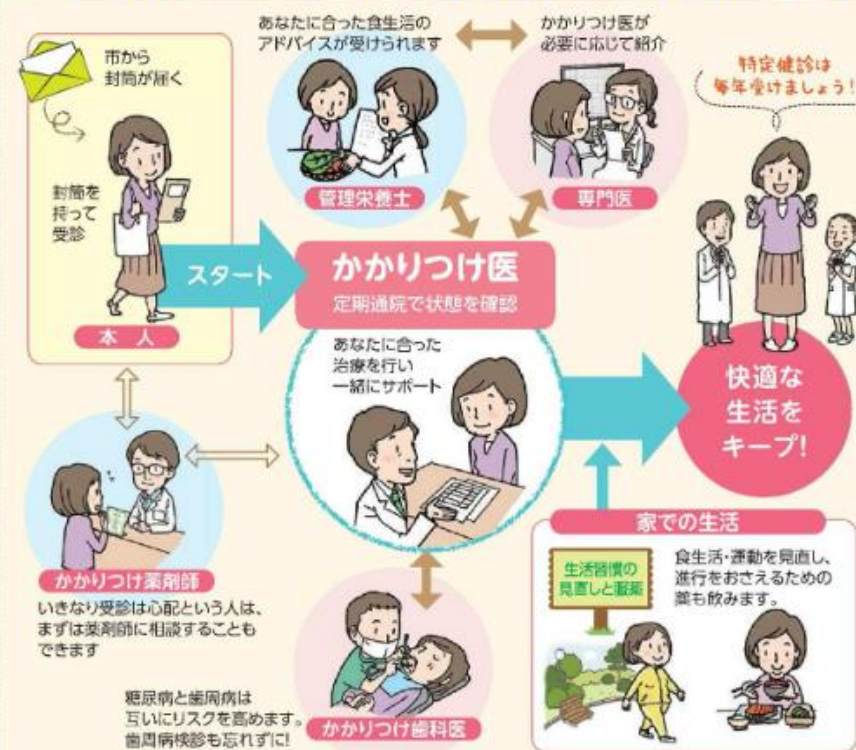 市から
封筒が届く
封筒を
持って
受診
本人
スタート
あなたに合った食生活の
アドバイスが受けられます
管理栄養士
かかりつけ医が
必要に応じて紹介
専門医
特定健診は
毎年受けましょう!
かかりつけ医
定期通院で状態を確認
あなたに合った
治療を行い
一緒にサポート
快適な
生活を
キープ!
かかりつけ薬剤師
いきなり受診は心配という人は、
まずは薬剤師に相談することも
できます
家での生活
生活習慣の
見直しと服薬
食生活・運動を見直し、
進行をおさえるための
薬も飲みます。
糖尿病と歯周病は
互いにリスクを高めます。
歯周病検診も忘れずに!
かかりつけ歯科医